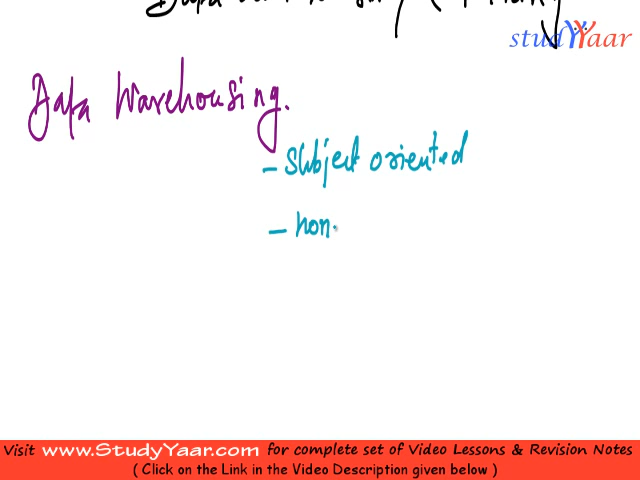 studYYaar
Data Warehousing.
- Subject oriented
- non-
Visit www.StudyYaar.com for complete set of Video Lessons & Revision Notes
( Click on the Link in the Video Description given below )